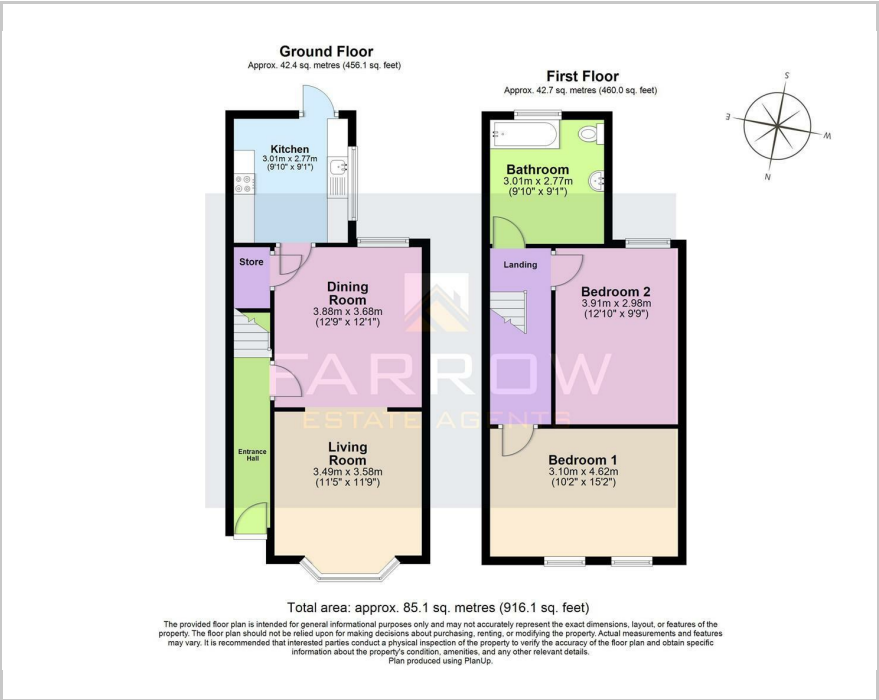 Ground Floor
Approx. 42.4 sq. metres (456.1 sq. feet)
First Floor
Approx. 42.7 sq. metres (460.0 sq. feet)
S
E
W
N
Kitchen
3.01m x 2.77m
(9'10" x 9'1")
Bathroom
3.01m x 2.77m
(9'10" x 9'1")
Store
Landing
Dining
Room
3.88m x 3.68m
(12'9" x 12'1")
Bedroom 2
3.91m x 2.98m
(12'10" x 9'9")
FARROW
ESTATE AGENTS
Entrance
Hall
Living
Room
3.49m x 3.58m
(11'5" x 11'9")
Bedroom 1
3.10m x 4.62m
(10'2" x 15'2")
Total area: approx. 85.1 sq. metres (916.1 sq. feet)
The provided floor plan is intended for general informational purposes only and may not accurately represent the exact dimensions, layout, or features of the
property. The floor plan should not be relied upon for making decisions about purchasing, renting, or modifying the property. Actual measurements and features
may vary. It is recommended that interested parties conduct a physical inspection of the property to verify the accuracy of the floor plan and obtain specific
information about the property's condition, amenities, and any other relevant details.
Plan produced using PlanUp.